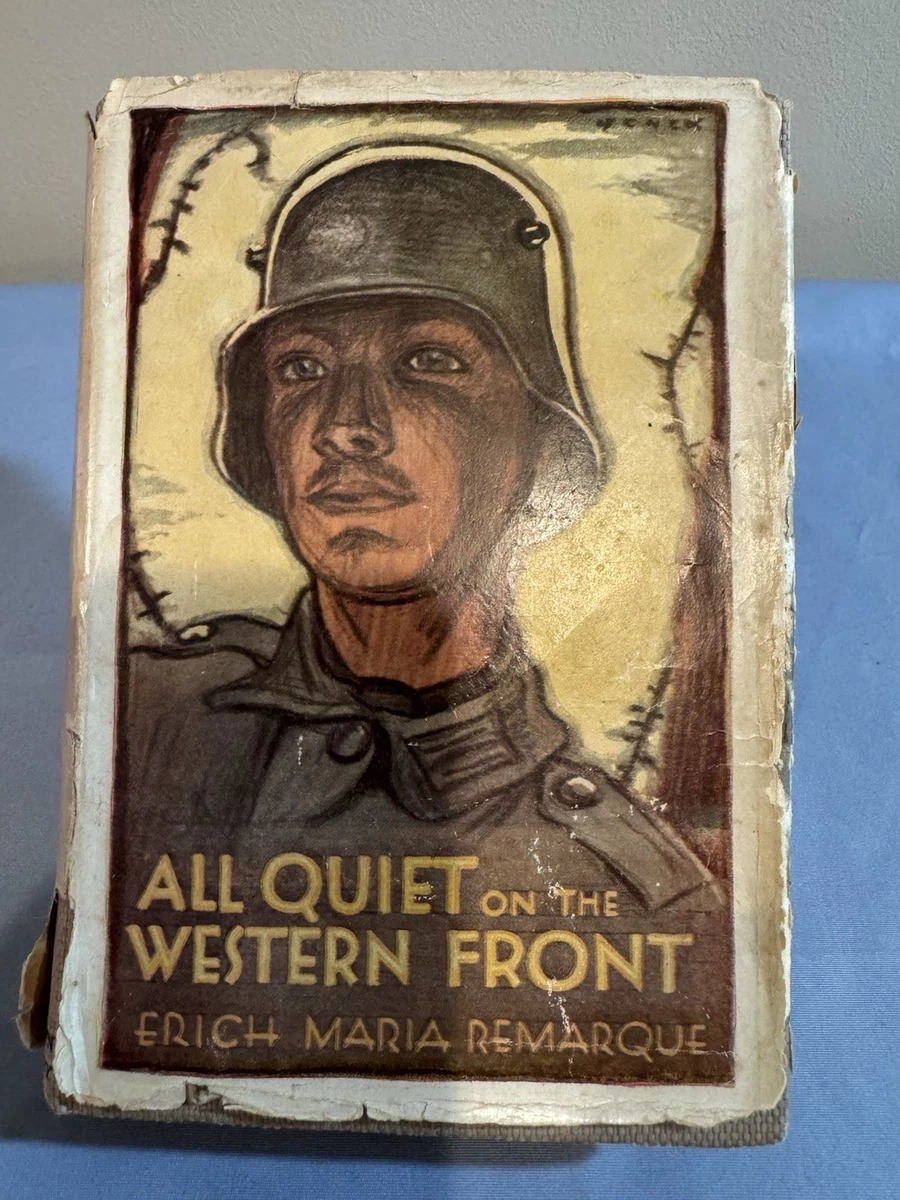 ALL QUIET ON THE
WESTERN FRONT
ERICH MARIA REMARQUE